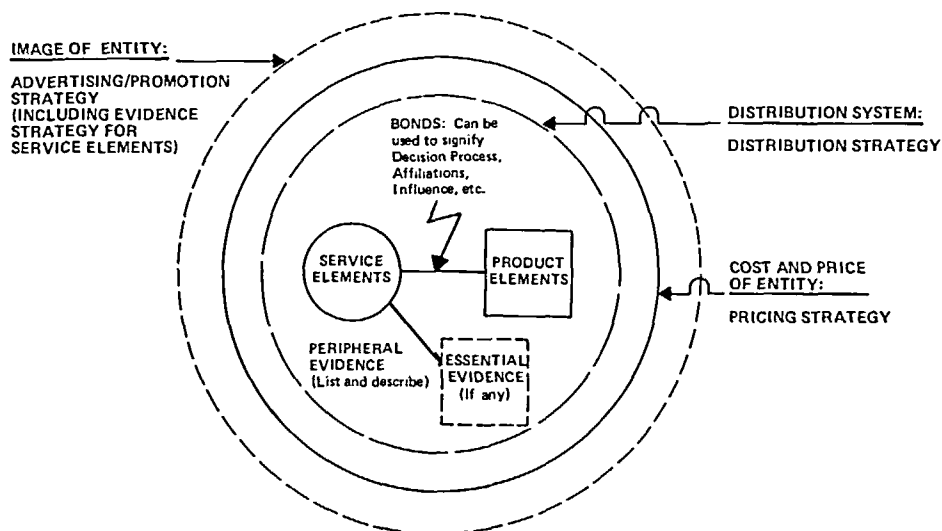 IMAGE OF ENTITY:
ADVERTISING/PROMOTION
STRATEGY
(INCLUDING EVIDENCE
STRATEGY FOR
SERVICE ELEMENTS)
BONDS: Can be
used to signify
Decision Process,
Affiliations,
Influence, etc.
DISTRIBUTION SYSTEM:
DISTRIBUTION STRATEGY
SERVICE
ELEMENTS
PRODUCT
ELEMENTS
COST AND PRICE
OF ENTITY:
PRICING STRATEGY
PERIPHERAL
EVIDENCE
(List and describe)
ESSENTIAL
EVIDENCE
(If any)